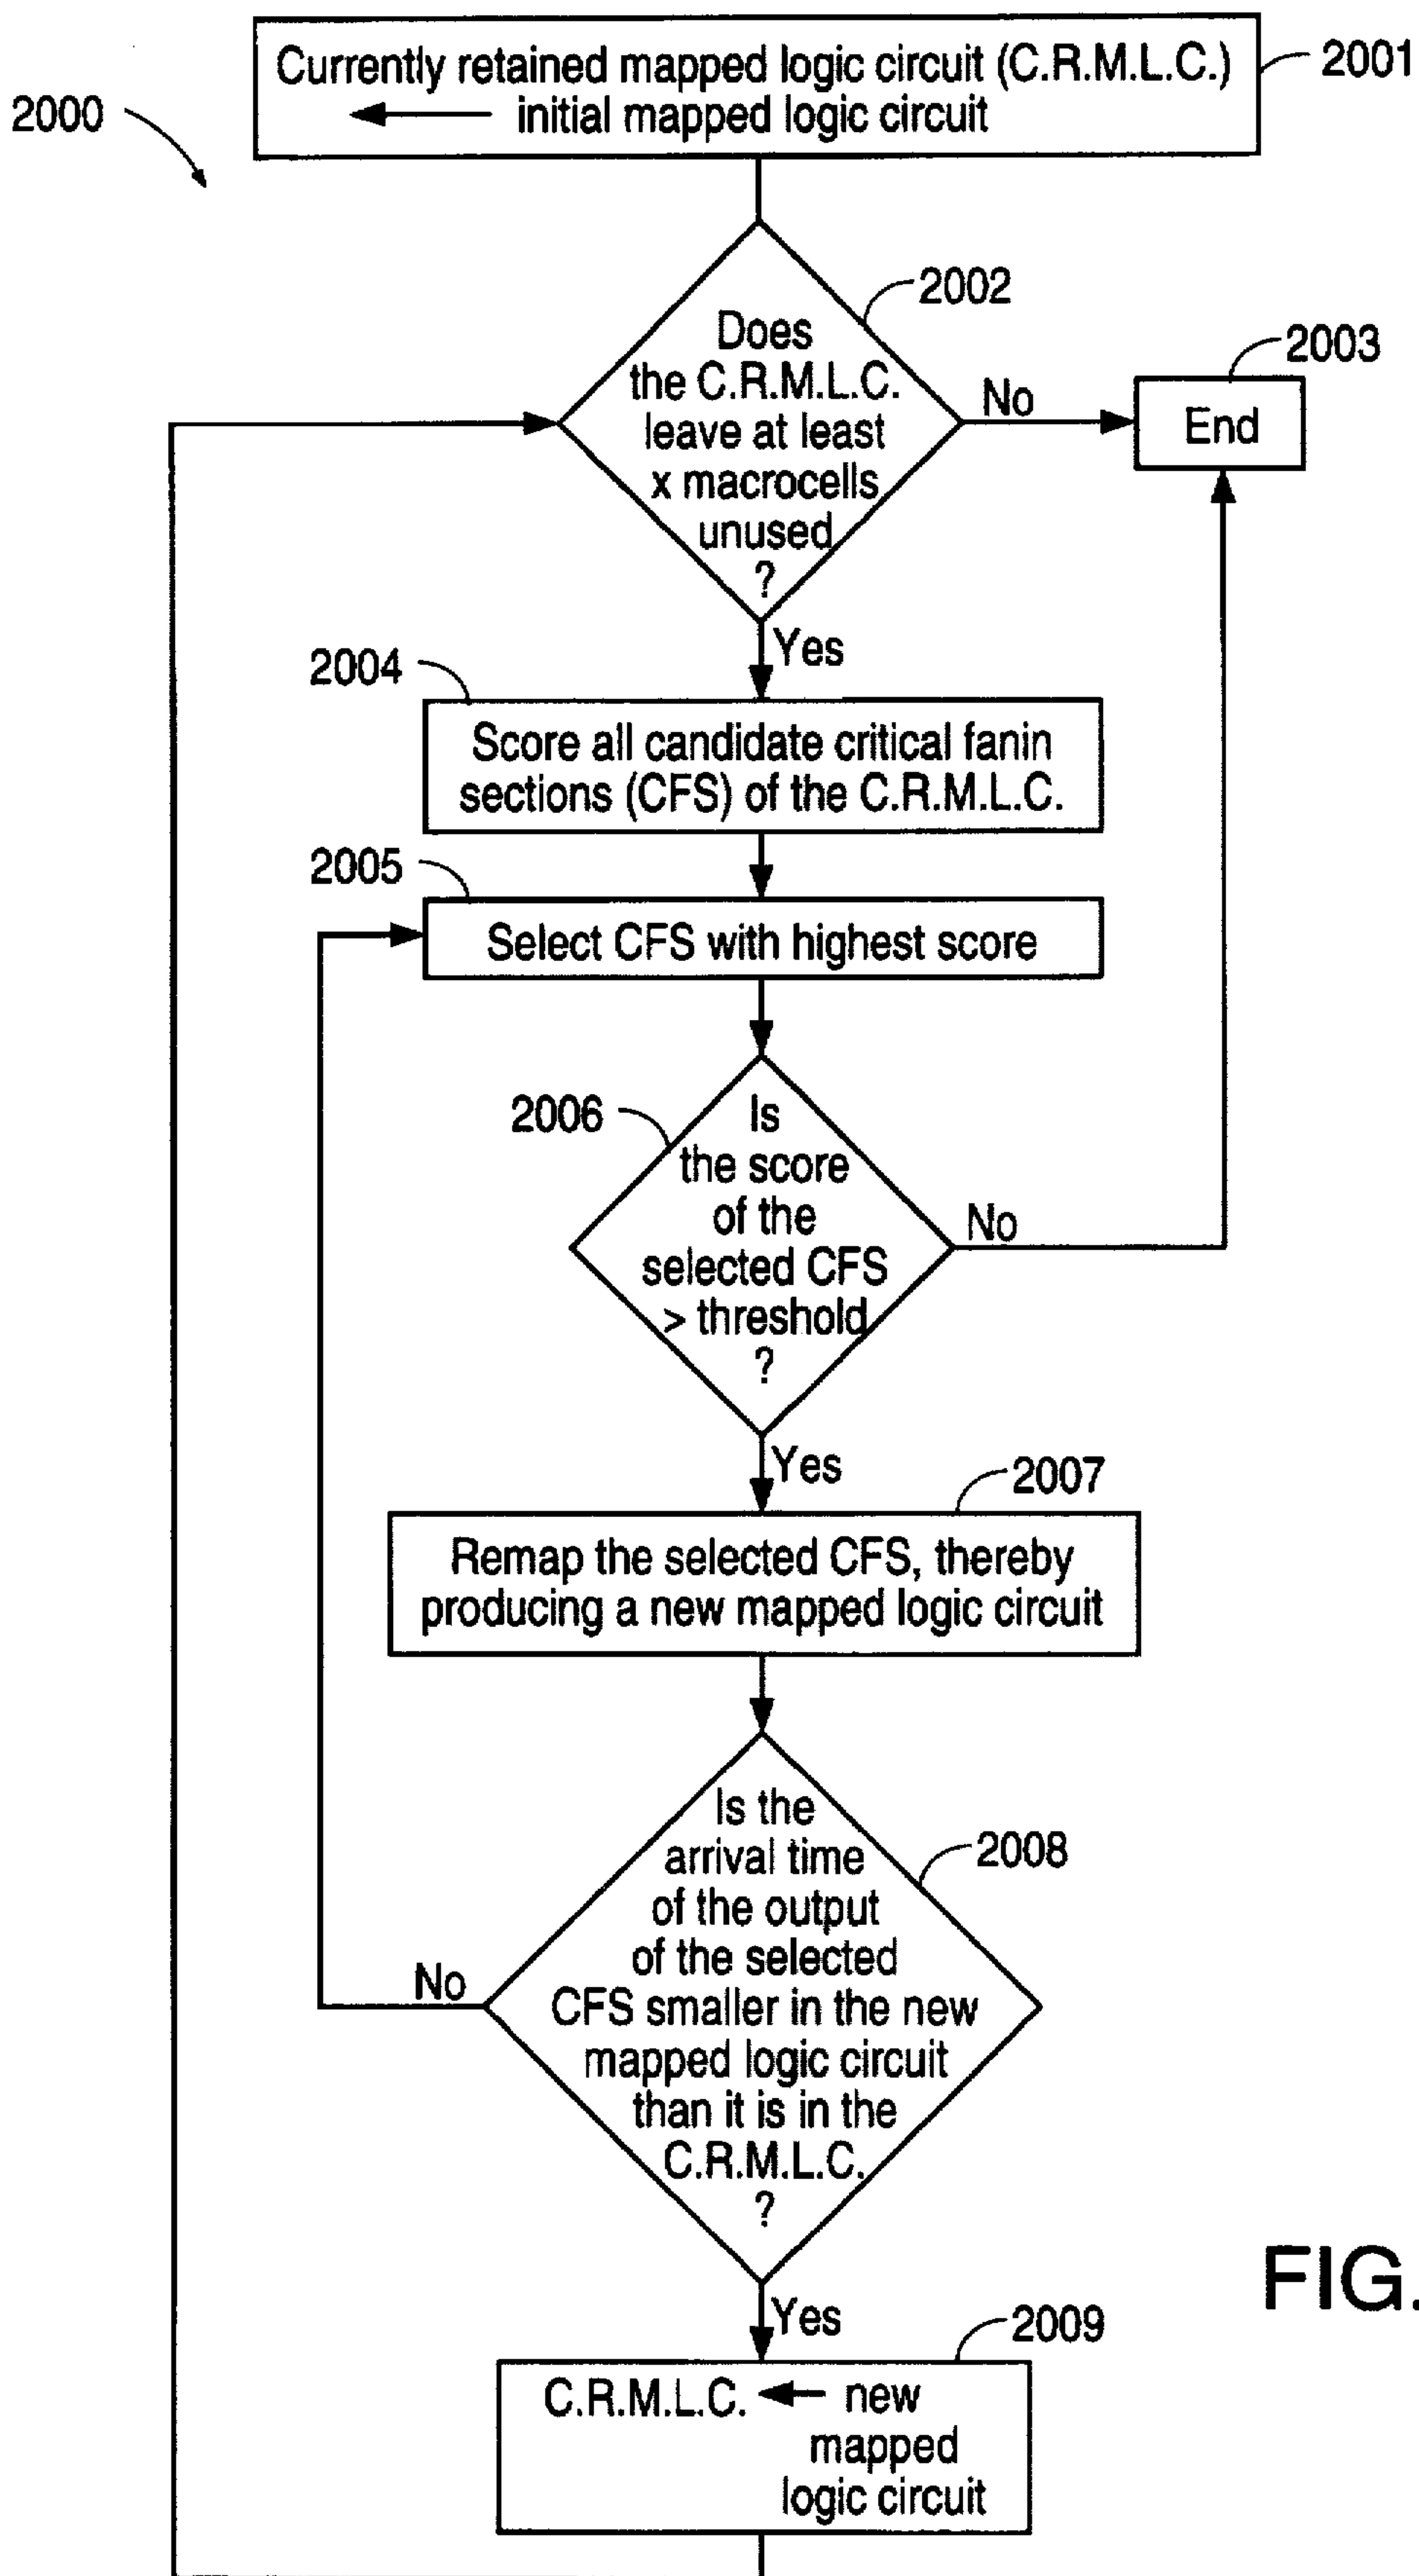 Currently retained mapped logic circuit (C.R.M.L.C.)
← initial mapped logic circuit
2001
2000
2002
Does
the C.R.M.L.C.
leave at least
x macrocells
unused
?
No
2003
End
Yes
2004
Score all candidate critical fanin
sections (CFS) of the C.R.M.L.C.
2005
Select CFS with highest score
2006
Is
the score
of the
selected CFS
> threshold
?
No
Yes
2007
Remap the selected CFS, thereby
producing a new mapped logic circuit
2008
Is the
arrival time
of the output
of the selected
CFS smaller in the new
mapped logic circuit
than it is in the
C.R.M.L.C.
?
No
Yes
2009
C.R.M.L.C. ← new
mapped
logic circuit
FIG.